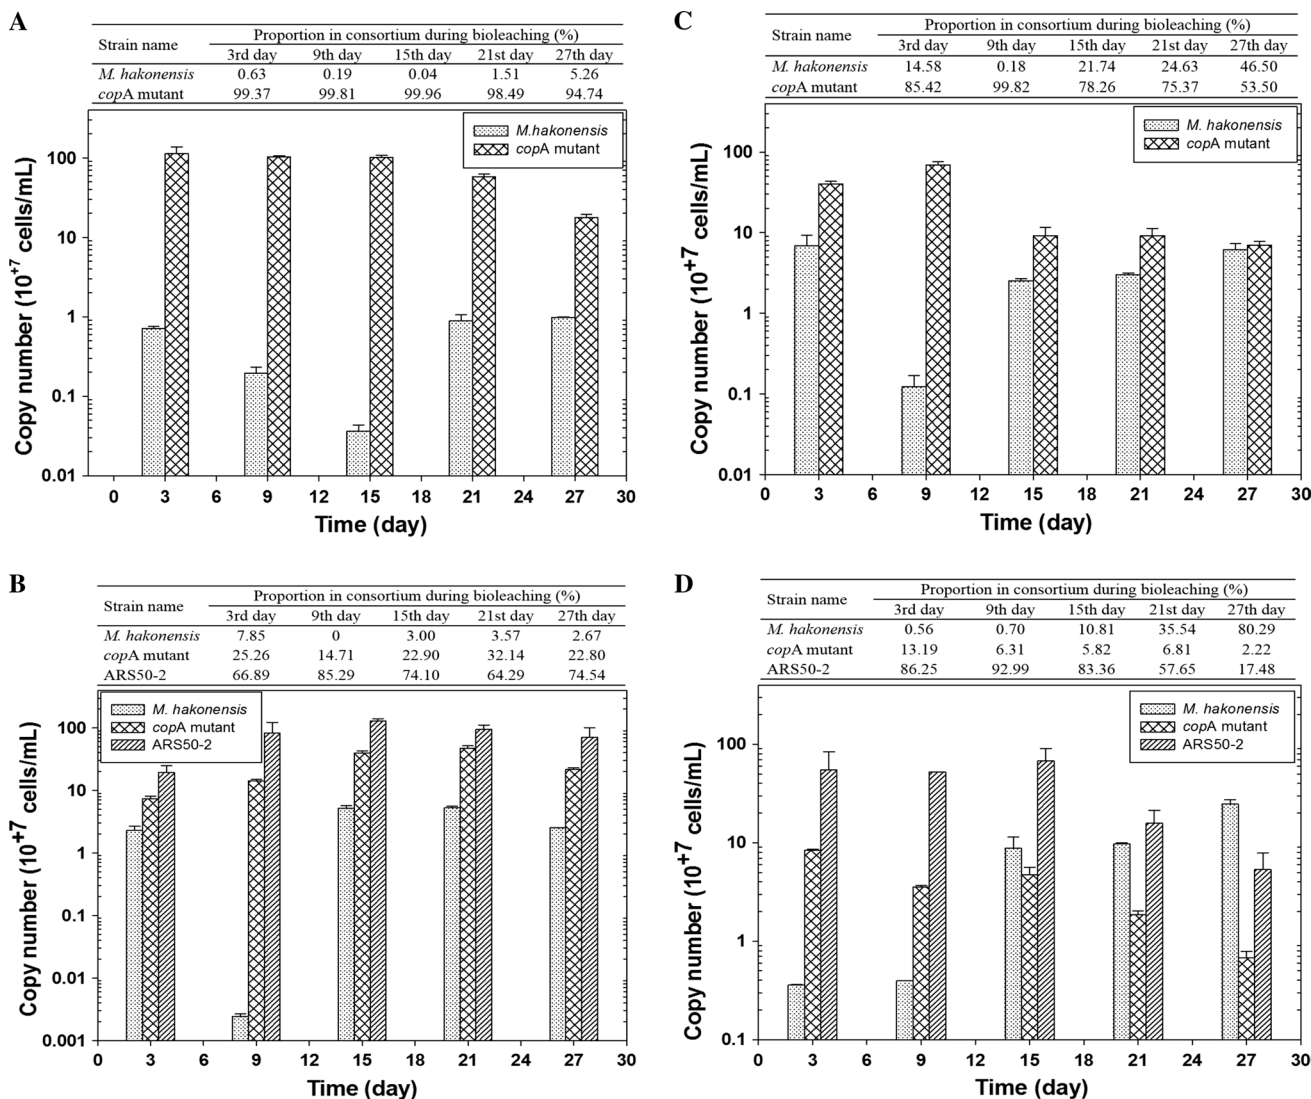 A
Strain name Proportion in consortium during bioleaching (%)
3rd day 9th day 15th day 21st day 27th day
M. hakonensis 0.63 0.19 0.04 1.51 5.26
copA mutant 99.37 99.81 99.96 98.49 94.74
M.hakonensis
copA mutant
Copy number (10+7 cells/mL)
100
10
1
0.1
0.01
0 3 6 9 12 15 18 21 24 27 30
Time (day)
B
Strain name Proportion in consortium during bioleaching (%)
3rd day 9th day 15th day 21st day 27th day
M. hakonensis 7.85 0 3.00 3.57 2.67
copA mutant 25.26 14.71 22.90 32.14 22.80
ARS50-2 66.89 85.29 74.10 64.29 74.54
M. hakonensis
copA mutant
ARS50-2
Copy number (10+7 cells/mL)
100
10
1
0.1
0.01
0.001
0 3 6 9 12 15 18 21 24 27 30
Time (day)
C
Strain name Proportion in consortium during bioleaching (%)
3rd day 9th day 15th day 21st day 27th day
M. hakonensis 14.58 0.18 21.74 24.63 46.50
copA mutant 85.42 99.82 78.26 75.37 53.50
M. hakonensis
copA mutant
Copy number (10+7 cells/mL)
100
10
1
0.1
0.01
0 3 6 9 12 15 18 21 24 27 30
Time (day)
D
Strain name Proportion in consortium during bioleaching (%)
3rd day 9th day 15th day 21st day 27th day
M. hakonensis 0.56 0.70 10.81 35.54 80.29
copA mutant 13.19 6.31 5.82 6.81 2.22
ARS50-2 86.25 92.99 83.36 57.65 17.48
M. hakonensis
copA mutant
ARS50-2
Copy number (10+7 cells/mL)
100
10
1
0.1
0 3 6 9 12 15 18 21 24 27 30
Time (day)